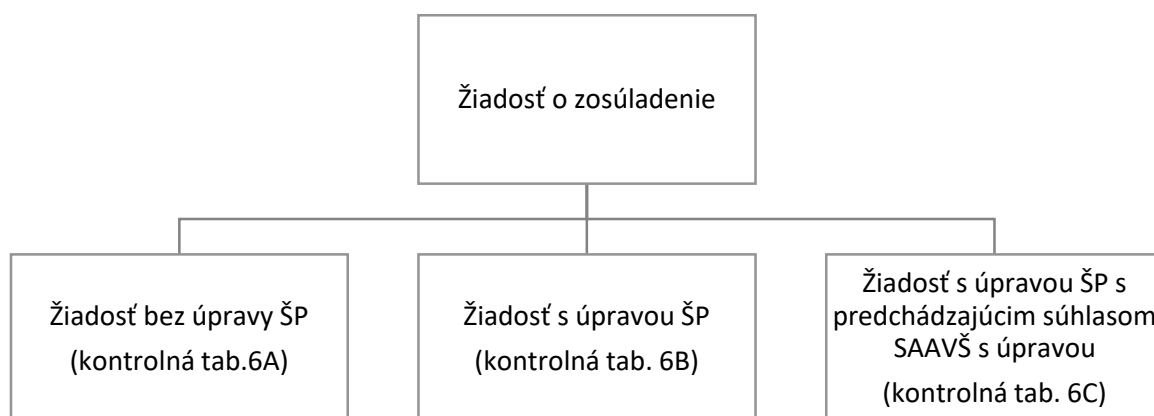 Žiadosť o zosúladenie
Žiadosť bez úpravy ŠP
(kontrolná tab.6A)
Žiadosť s úpravou ŠP
(kontrolná tab. 6B)
Žiadosť s úpravou ŠP s
predchádzajúcim súhlasom
SAAVŠ s úpravou
(kontrolná tab. 6C)